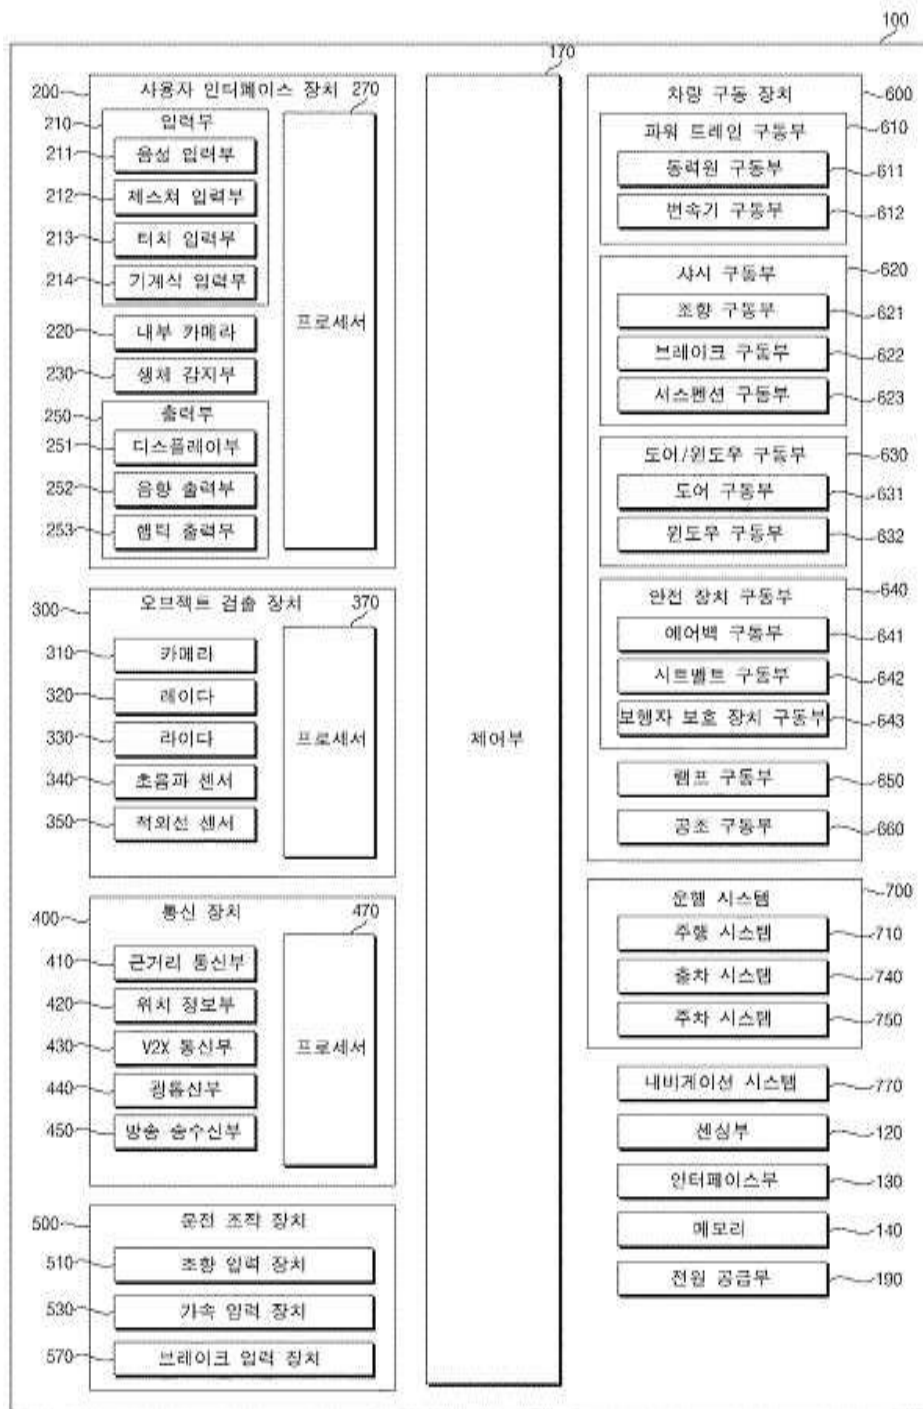 100
170
200
사용자 인터페이스 장치 270
210
입력부
211
음성 입력부
212
제스쳐 입력부
213
터치 입력부
214
기계식 입력부
프로세서
220
내부 카메라
230
생체 감지부
250
출력부
251
디스플레이부
252
음향 출력부
253
햅틱 출력부
300
오브젝트 검출 장치
370
310
카메라
320
레이다
330
라이다
프로세서
340
초음파 센서
350
적외선 센서
400
통신 장치
470
410
근거리 통신부
420
위치 정보부
430
V2X 통신부
프로세서
440
광통신부
450
방송 송수신부
500
운전 조작 장치
510
조향 입력 장치
530
가속 입력 장치
570
브레이크 입력 장치
제어부
차량 구동 장치
600
파워 트레인 구동부
610
동력원 구동부
611
변속기 구동부
612
샤시 구동부
620
조향 구동부
621
브레이크 구동부
622
서스펜션 구동부
623
도어/윈도우 구동부
630
도어 구동부
631
윈도우 구동부
632
안전 장치 구동부
640
에어백 구동부
641
시트벨트 구동부
642
보행자 보호 장치 구동부
643
램프 구동부
650
공조 구동부
660
운행 시스템
700
주행 시스템
710
출차 시스템
740
주차 시스템
750
내비게이션 시스템
770
센싱부
120
인터페이스부
130
메모리
140
전원 공급부
190